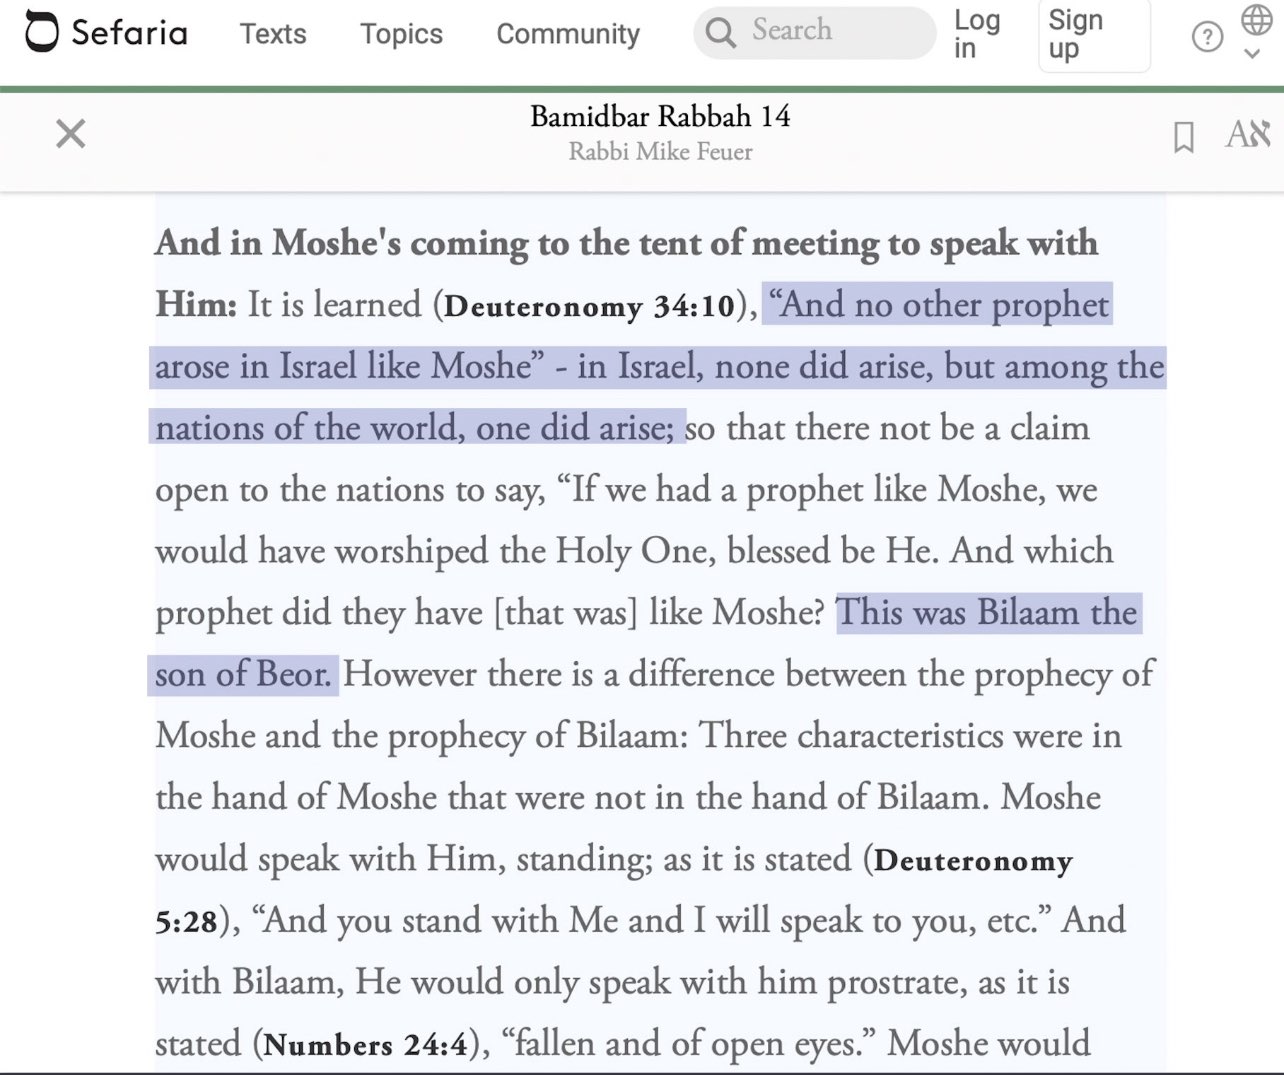 Sefaria Texts Topics Community Search Log in Sign up ?
Bamidbar Rabbah 14
Rabbi Mike Feuer
Aא
And in Moshe's coming to the tent of meeting to speak with
Him: It is learned (Deuteronomy 34:10), “And no other prophet
arose in Israel like Moshe” - in Israel, none did arise, but among the
nations of the world, one did arise; so that there not be a claim
open to the nations to say, “If we had a prophet like Moshe, we
would have worshiped the Holy One, blessed be He. And which
prophet did they have [that was] like Moshe? This was Bilaam the
son of Beor. However there is a difference between the prophecy of
Moshe and the prophecy of Bilaam: Three characteristics were in
the hand of Moshe that were not in the hand of Bilaam. Moshe
would speak with Him, standing; as it is stated (Deuteronomy
5:28), “And you stand with Me and I will speak to you, etc.” And
with Bilaam, He would only speak with him prostrate, as it is
stated (Numbers 24:4), “fallen and of open eyes.” Moshe would